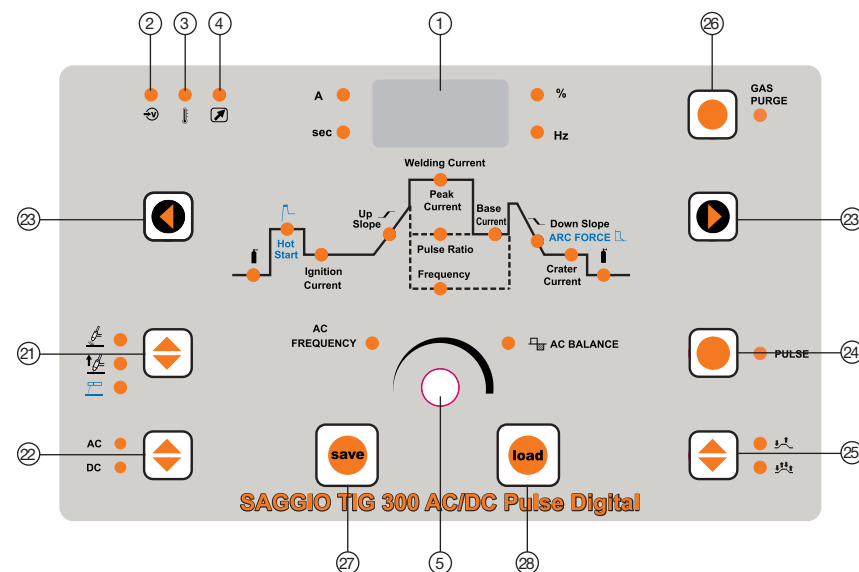 2
3
4
1
26
A
%
GAS
PURGE
sec
Hz
Welding Current
23
Peak
Current
Up
Slope
Base
Current
Down Slope
ARC FORCE
23
Hot
Start
Pulse Ratio
Ignition
Current
Frequency
Crater
Current
21
AC
FREQUENCY
AC BALANCE
PULSE
24
22
AC
DC
save
load
25
SAGGIO TIG 300 AC/DC Pulse Digital
27
5
28